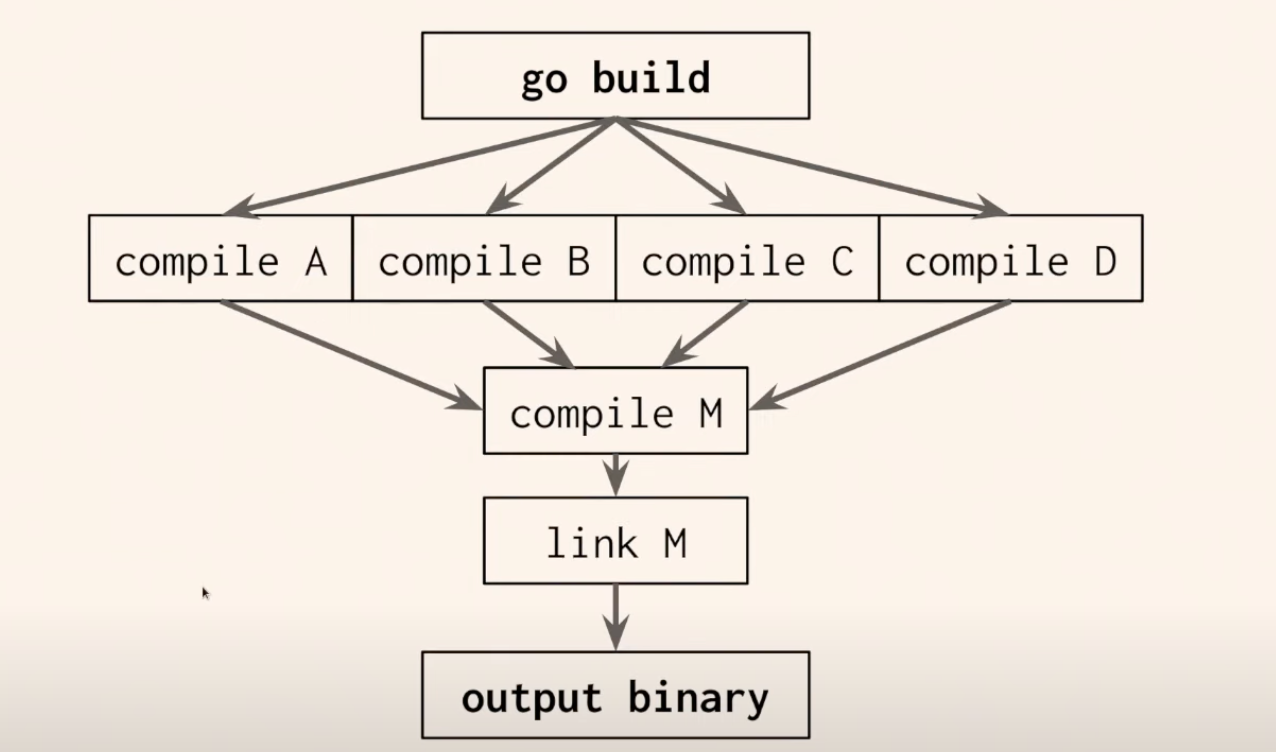 go build
compile A
compile B
compile C
compile D
compile M
link M
output binary